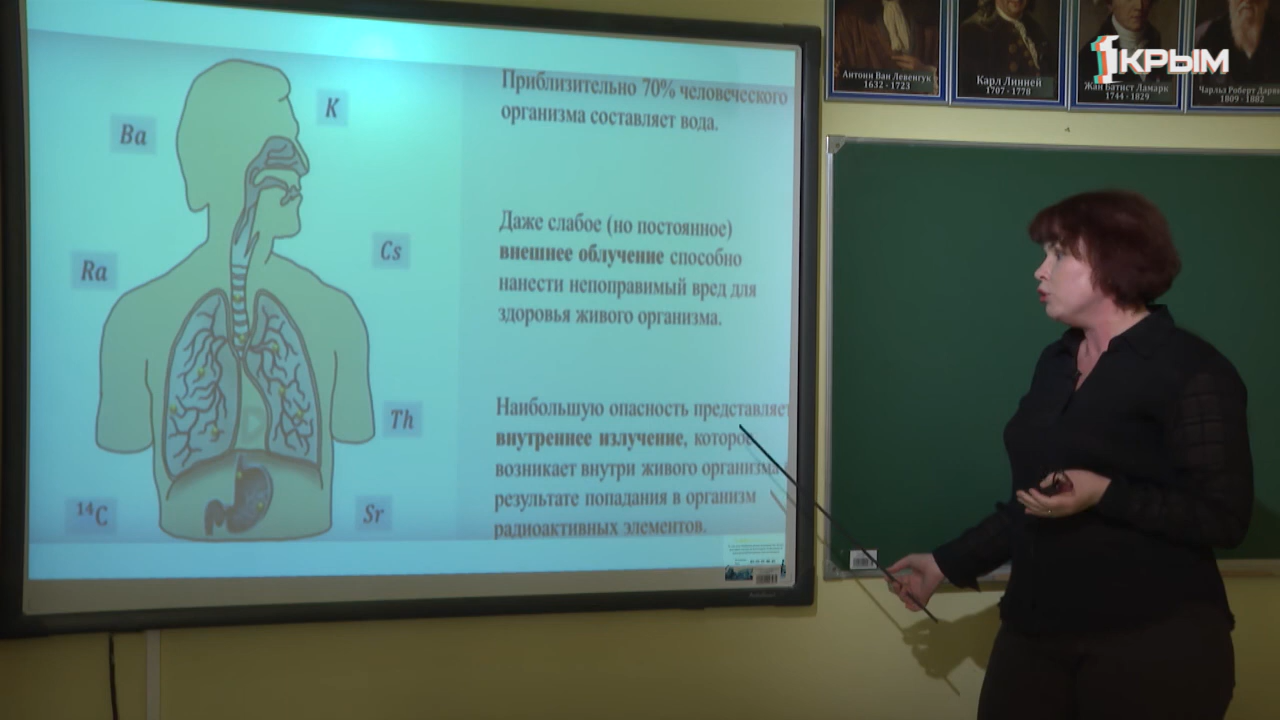 Антони Ван Левенгук
1632 - 1723
Карл Линней
1707 - 1778
Жан Батист Ламарк
1744 - 1829
Чарльз Роберт Дарви
1809 - 1882
1КРЫМ
Ba
K
Ra
Cs
Th
¹⁴C
Sr
Приблизительно 70% человеческого
организма составляет вода.
Даже слабое (но постоянное)
внешнее облучение способно
нанести непоправимый вред для
здоровья живого организма.
Наибольшую опасность представляет
внутреннее излучение, которое
возникает внутри живого организма
результате попадания в организм
радиоактивных элементов.